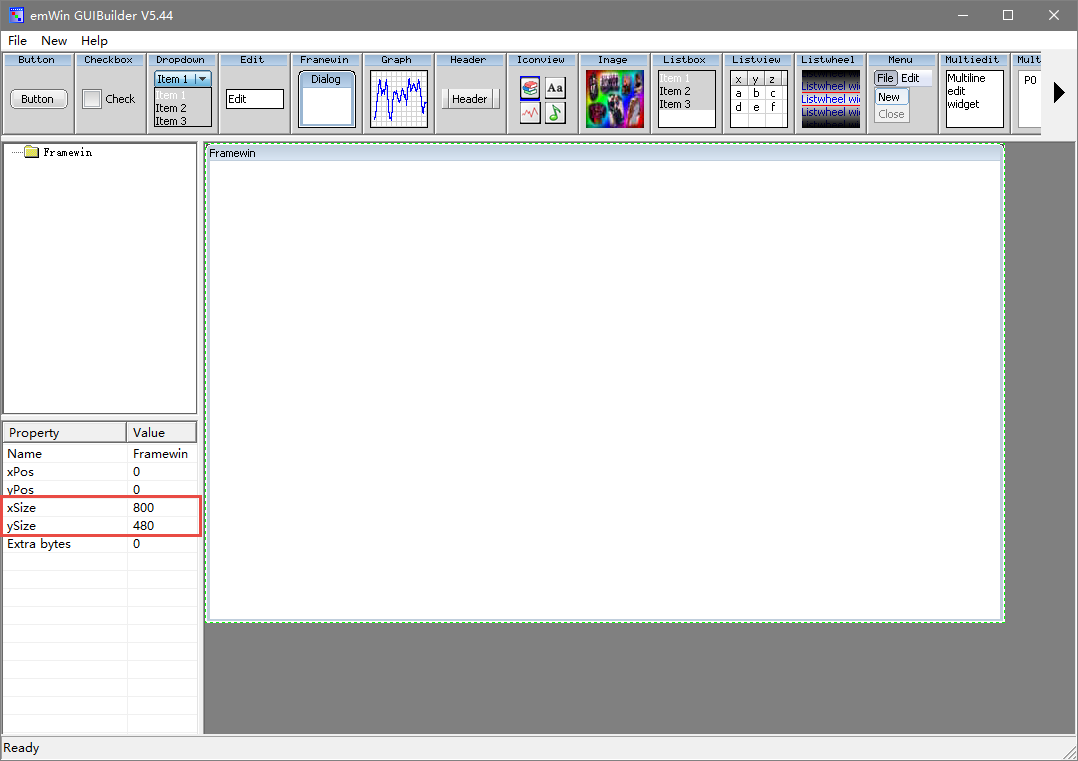 emWin GUIBuilder V5.44
File New Help
Button Checkbox Dropdown Edit Framewin Graph Header Iconview Image Listbox Listview Listwheel Menu Multiedit Mult
Button
Check
Item 1
Item 1
Item 2
Item 3
Edit
Dialog
Header
Aa
Item 1
Item 2
Item 3
x y z
a b c
d e f
Listwheel wi
Listwheel wi
Listwheel wi
File Edit
New
Close
Multiline
edit
widget
P0
Framewin
Framewin
Property Value
Name Framewin
xPos 0
yPos 0
xSize 800
ySize 480
Extra bytes 0
Ready